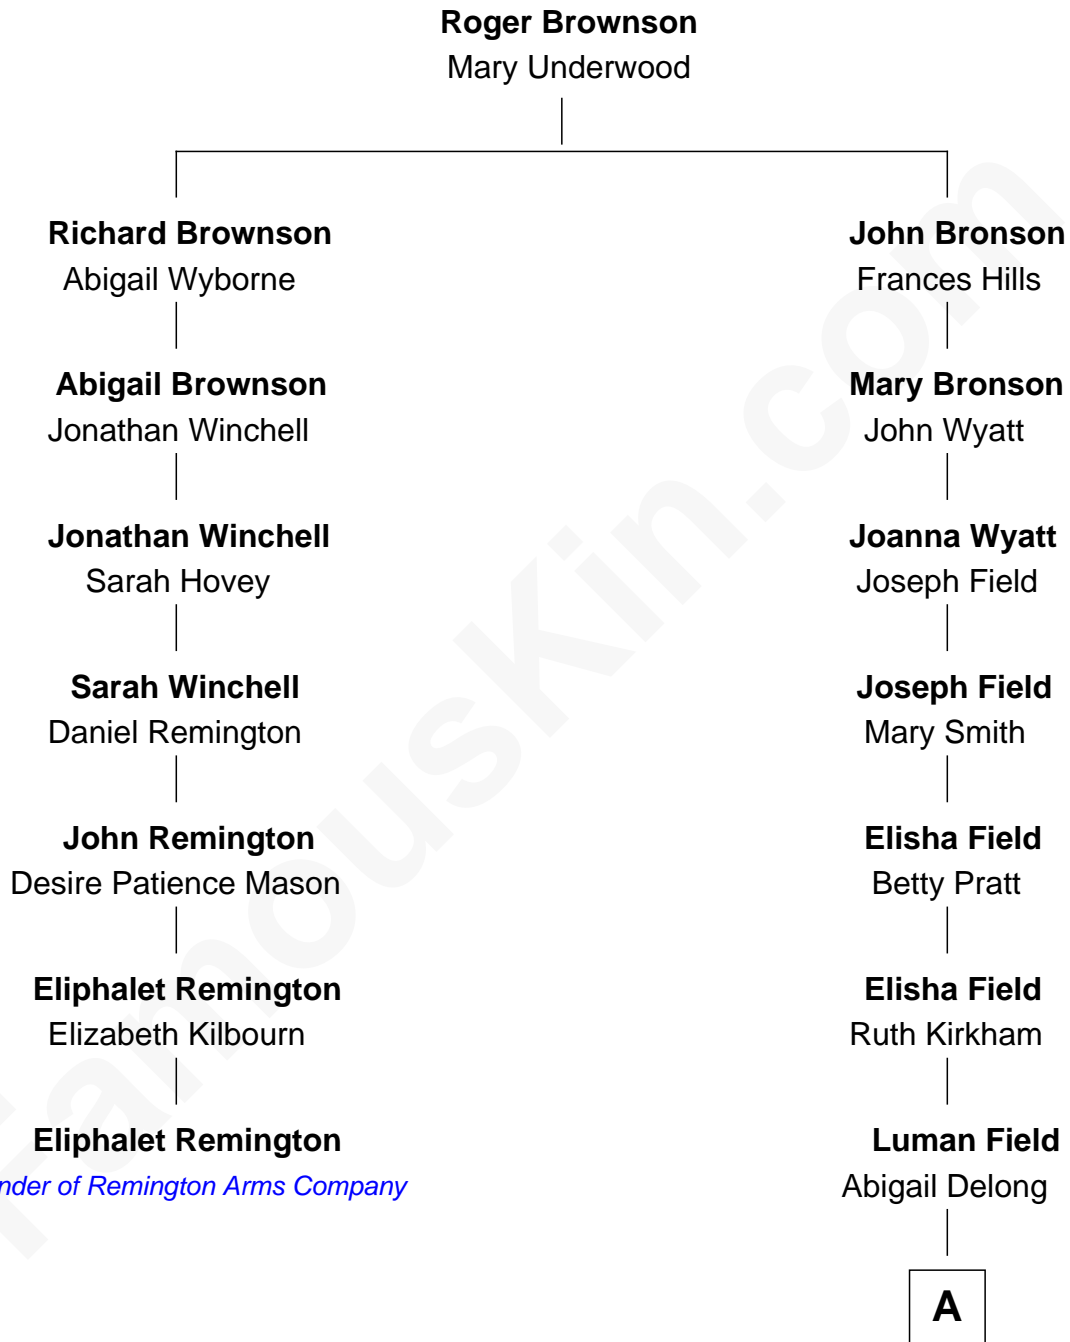 Roger Brownson
Mary Underwood
Richard Brownson
Abigail Wyborne
Abigail Brownson
Jonathan Winchell
Jonathan Winchell
Sarah Hovey
Sarah Winchell
Daniel Remington
John Remington
Desire Patience Mason
Eliphalet Remington
Elizabeth Kilbourn
Eliphalet Remington
nder of Remington Arms Company
John Bronson
Frances Hills
Mary Bronson
John Wyatt
Joanna Wyatt
Joseph Field
Joseph Field
Mary Smith
Elisha Field
Betty Pratt
Elisha Field
Ruth Kirkham
Luman Field
Abigail Delong
A
FamousKin.com